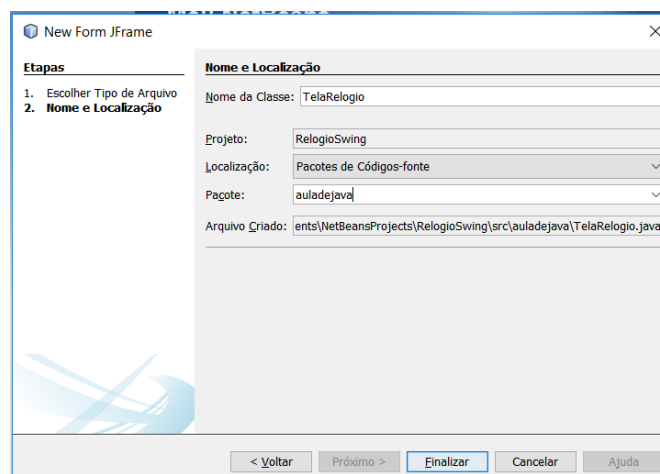 New Form JFrame
Etapas
1. Escolher Tipo de Arquivo
2. Nome e Localização
Nome e Localização
Nome da Classe: TelaRelogio
Projeto: RelogioSwing
Localização: Pacotes de Códigos-fonte
Pacote: auladejava
Arquivo Criado: ents\NetBeansProjects\RelogioSwing\src\auladejava\TelaRelogio.java
< Voltar Próximo > Finalizar Cancelar Ajuda